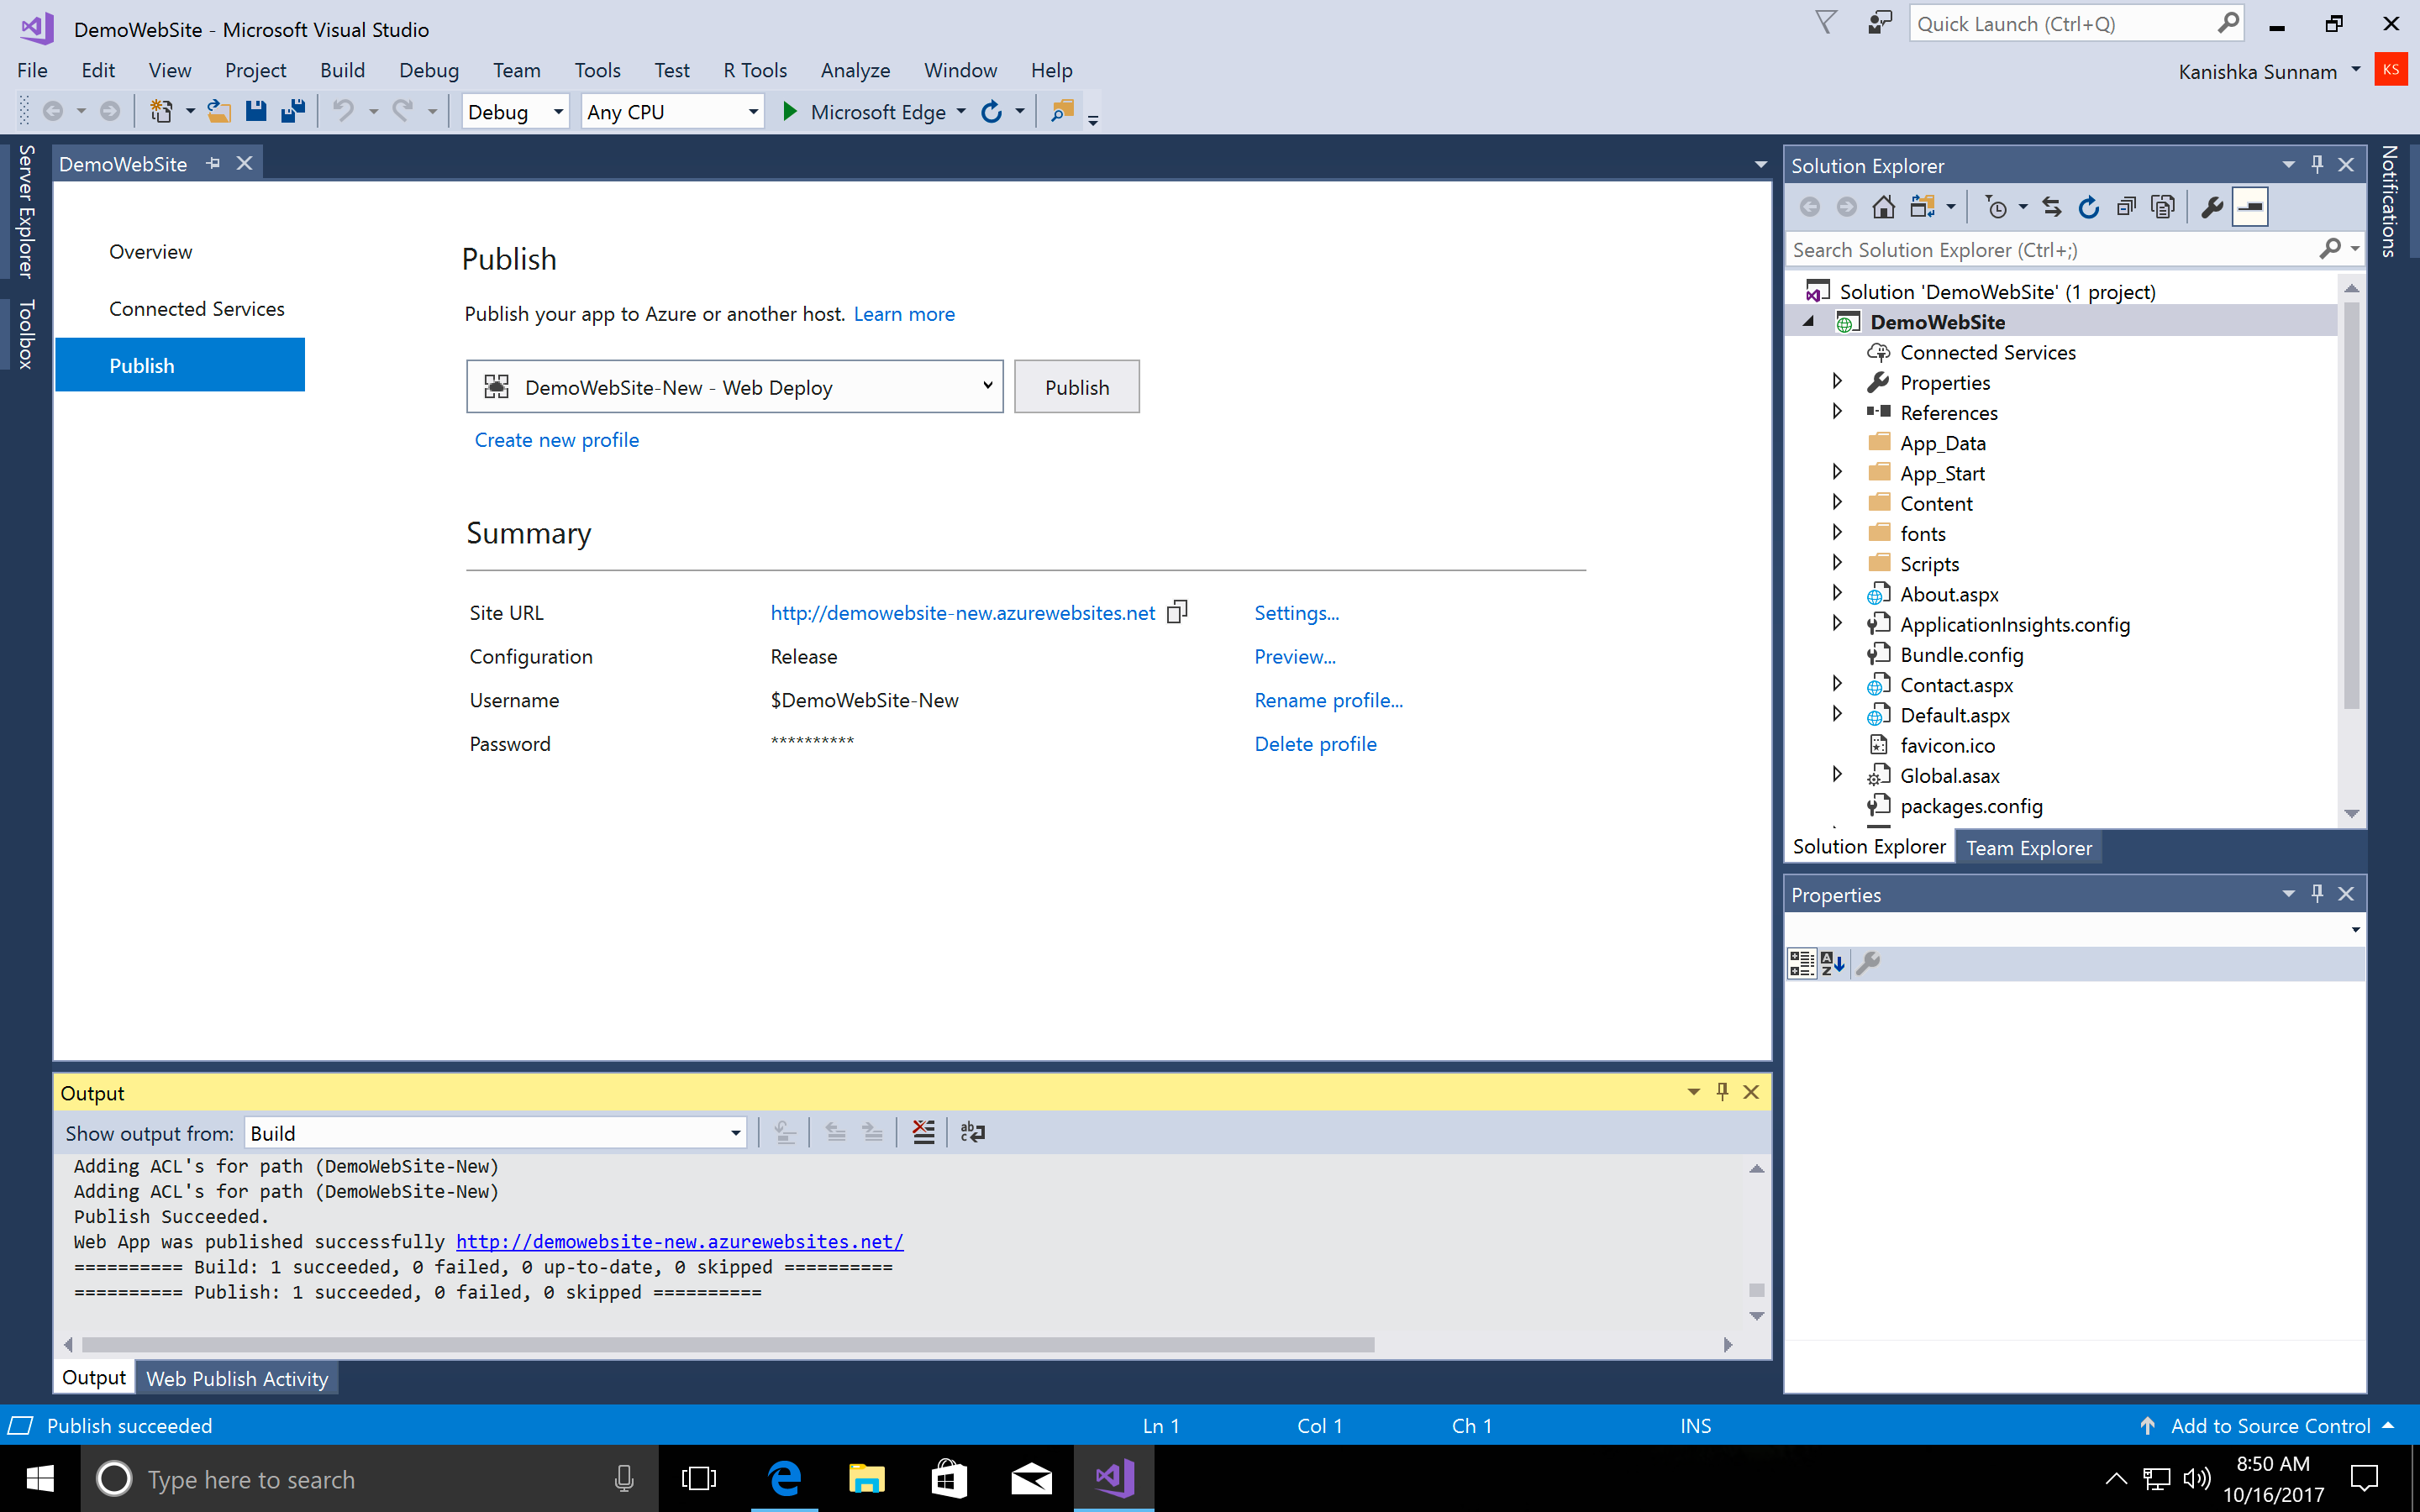 DemoWebSite - Microsoft Visual Studio
Quick Launch (Ctrl+Q)
File Edit View Project Build Debug Team Tools Test R Tools Analyze Window Help
Kanishka Sunnam KS
Debug Any CPU Microsoft Edge
Server Explorer
Toolbox
DemoWebSite
Overview
Connected Services
Publish
Publish
Publish your app to Azure or another host. Learn more
DemoWebSite-New - Web Deploy Publish
Create new profile
Summary
Site URL http://demowebsite-new.azurewebsites.net Settings...
Configuration Release Preview...
Username $DemoWebSite-New Rename profile...
Password ********** Delete profile
Solution Explorer
Search Solution Explorer (Ctrl+;)
Solution 'DemoWebSite' (1 project)
DemoWebSite
Connected Services
Properties
References
App_Data
App_Start
Content
fonts
Scripts
About.aspx
ApplicationInsights.config
Bundle.config
Contact.aspx
Default.aspx
favicon.ico
Global.asax
packages.config
Solution Explorer Team Explorer
Properties
Notifications
Output
Show output from: Build
Adding ACL's for path (DemoWebSite-New)
Adding ACL's for path (DemoWebSite-New)
Publish Succeeded.
Web App was published successfully http://demowebsite-new.azurewebsites.net/
========== Build: 1 succeeded, 0 failed, 0 up-to-date, 0 skipped ==========
========== Publish: 1 succeeded, 0 failed, 0 skipped ==========
Output Web Publish Activity
Publish succeeded Ln 1 Col 1 Ch 1 INS Add to Source Control
Type here to search
8:50 AM
10/16/2017